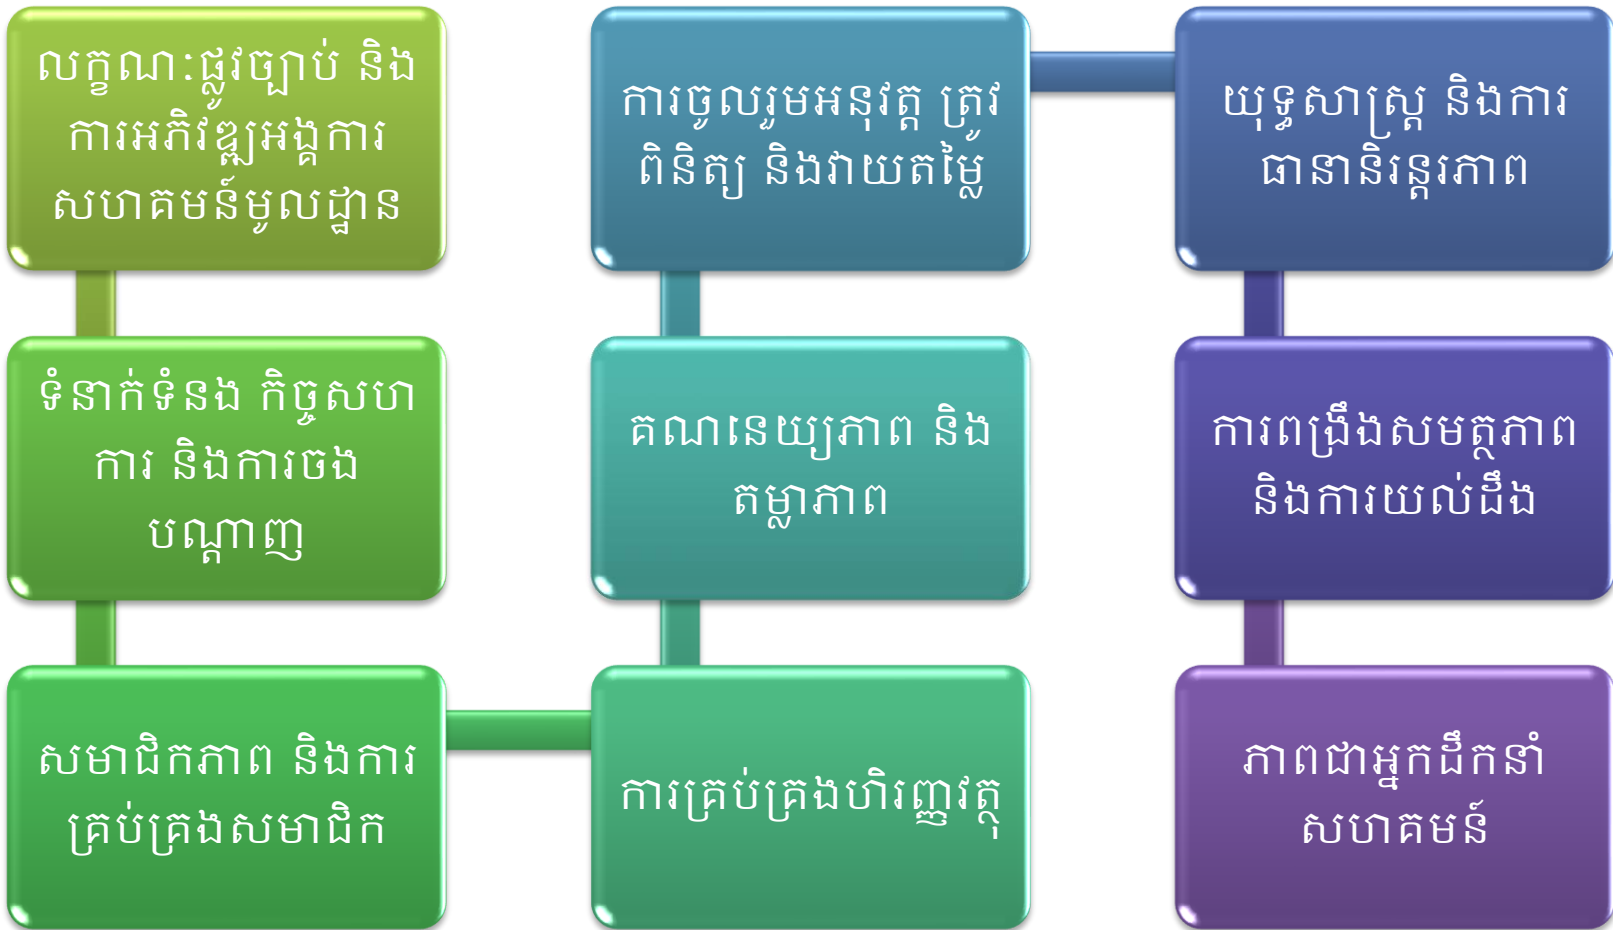 លក្ខណៈផ្លូវច្បាប់ និង
ការអភិវឌ្ឍអង្គការ
សហគមន៍មូលដ្ឋាន
ទំនាក់ទំនង កិច្ចសហ
ការ និងការចង
បណ្តាញ
សមាជិកភាព និងការ
គ្រប់គ្រងសមាជិក
ការគ្រប់គ្រងហិរញ្ញវត្ថុ
គណនេយ្យភាព និង
តម្លាភាព
ការចូលរួមអនុវត្ត ត្រូវ
ពិនិត្យ និងវាយតម្លៃ
យុទ្ធសាស្ត្រ និងការ
ធានានិរន្តរភាព
ការពង្រឹងសមត្ថភាព
និងការយល់ដឹង
ភាពជាអ្នកដឹកនាំ
សហគមន៍